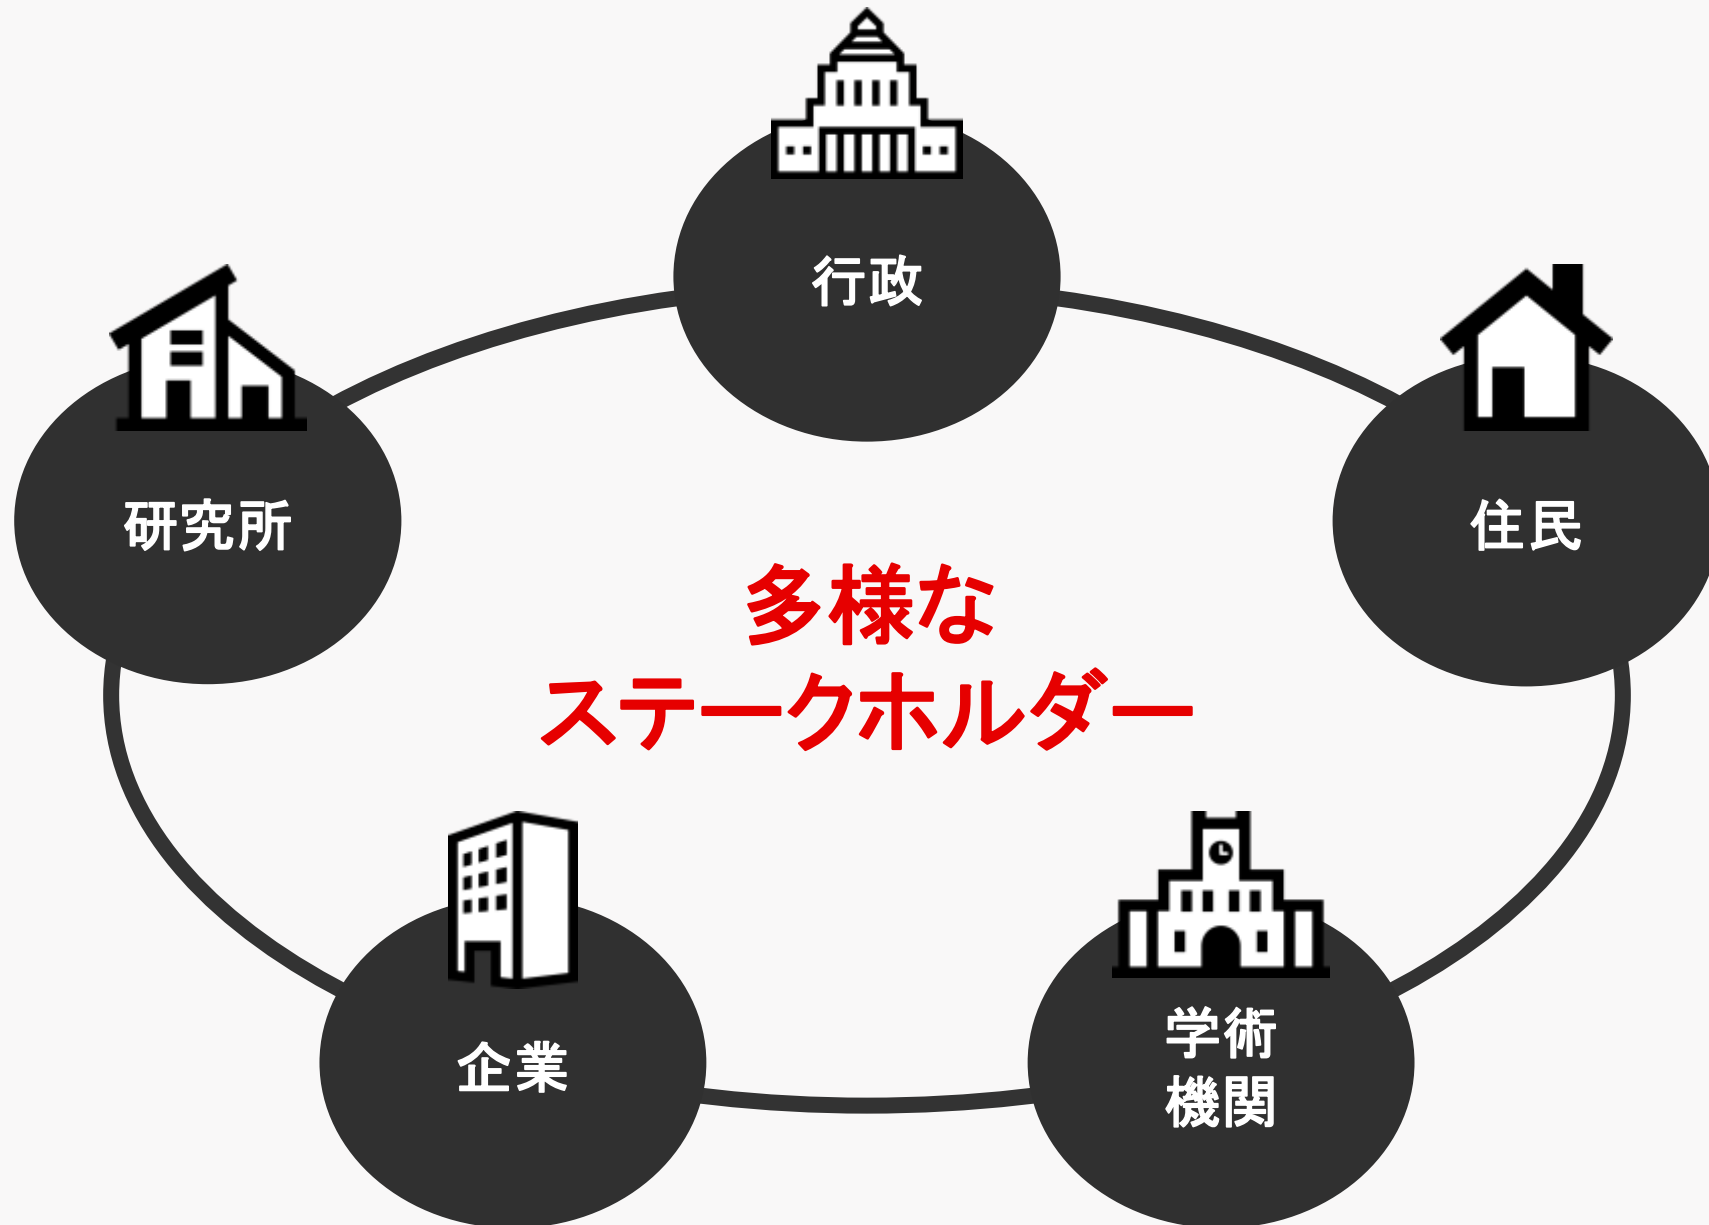 行政
研究所
住民
多様な
ステークホルダー
企業
学術
機関